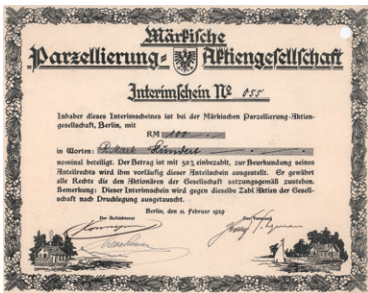 Märkische
Parzellierung= Aktiengesellschaft
Interimschein Nº 055
Inhaber dieses Interimscheines ist bei der Märkischen Parzellierung-Aktien-
gesellschaft, Berlin, mit
RM 100
in Worten: R.Mark Hundert
nominal beteiligt. Der Betrag ist mit 50% einbezahlt, zur Beurkundung seines
Anteilrechts wird ihm vorläufig dieser Anteilschein ausgestellt. Er gewährt
alle Rechte die den Aktionären der Gesellschaft satzungsgemäß zustehen.
Bemerkung: Dieser Interimschein wird gegen dieselbe Zahl Aktien der Gesell-
schaft nach Drucklegung ausgetauscht.
Berlin, den 11. Februar 1929
Der Aufsichtsrat Der Vorstand